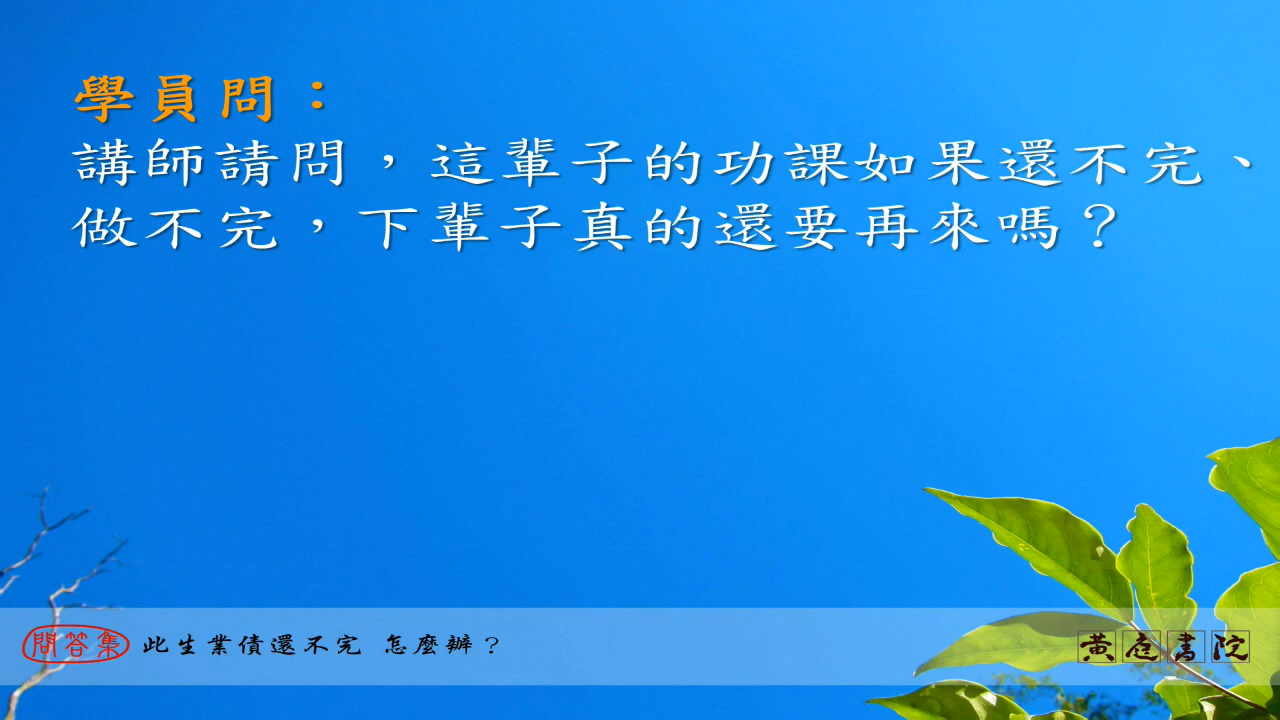 學員問：
講師請問，這輩子的功課如果還不完、
做不完，下輩子真的還要再來嗎？
問答集 此生業債還不完 怎麼辦？
黃庭書院